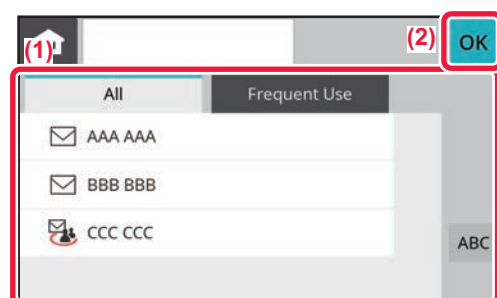 (1)
(2)
OK
All
Frequent Use
AAA AAA
BBB BBB
CCC CCC
ABC